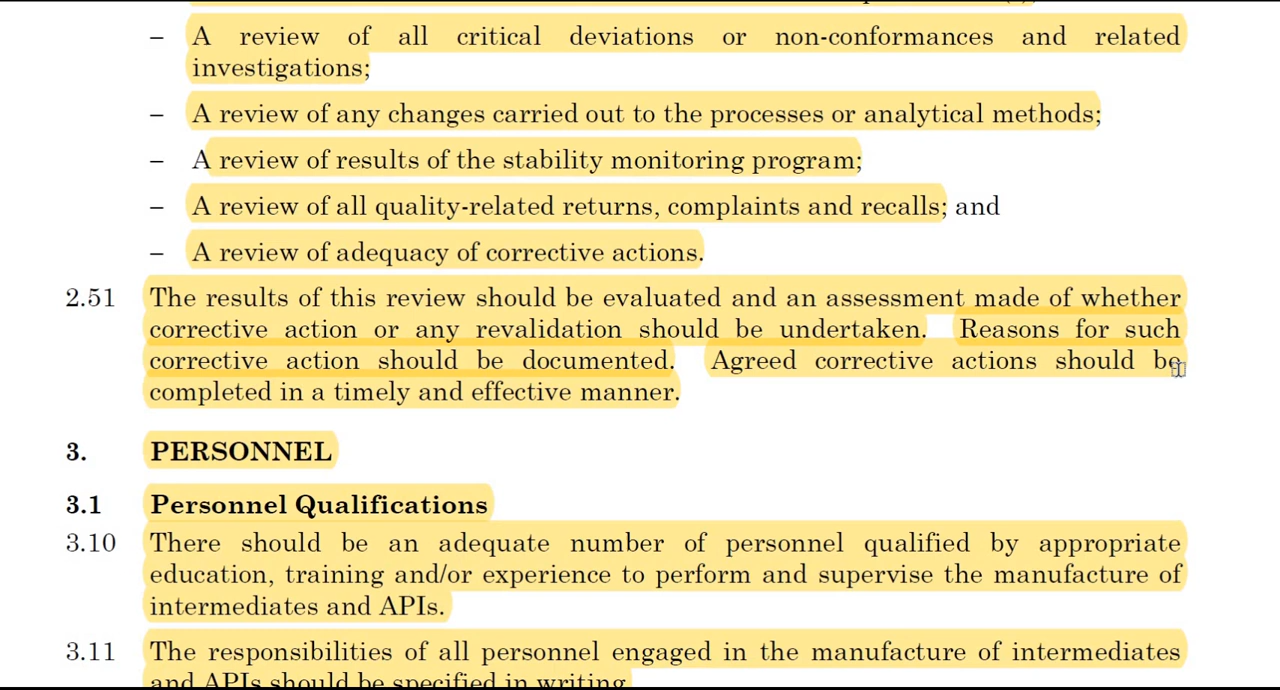 – A review of all critical deviations or non-conformances and related
investigations;
– A review of any changes carried out to the processes or analytical methods;
– A review of results of the stability monitoring program;
– A review of all quality-related returns, complaints and recalls; and
– A review of adequacy of corrective actions.
2.51 The results of this review should be evaluated and an assessment made of whether
corrective action or any revalidation should be undertaken. Reasons for such
corrective action should be documented. Agreed corrective actions should be
completed in a timely and effective manner.
3. PERSONNEL
3.1 Personnel Qualifications
3.10 There should be an adequate number of personnel qualified by appropriate
education, training and/or experience to perform and supervise the manufacture of
intermediates and APIs.
3.11 The responsibilities of all personnel engaged in the manufacture of intermediates
and APIs should be specified in writing.